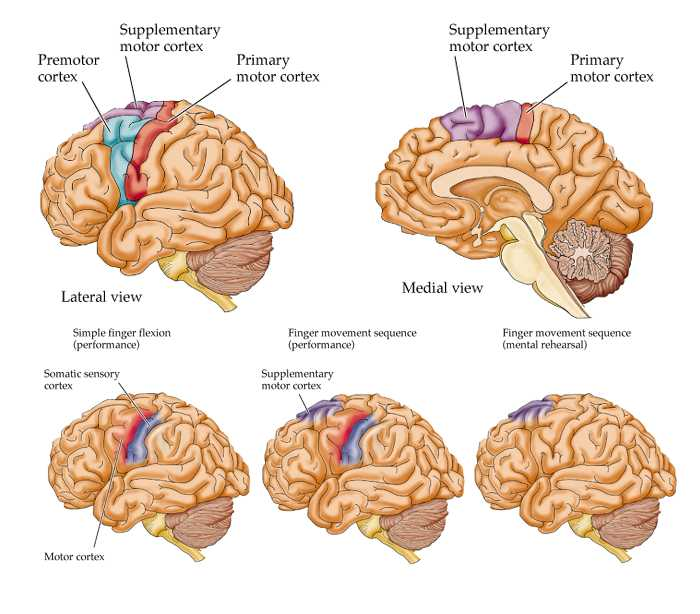 Supplementary
motor cortex
Premotor
cortex
Primary
motor cortex
Supplementary
motor cortex
Primary
motor cortex
Lateral view
Medial view
Simple finger flexion
(performance)
Finger movement sequence
(performance)
Finger movement sequence
(mental rehearsal)
Somatic sensory
cortex
Supplementary
motor cortex
Motor cortex